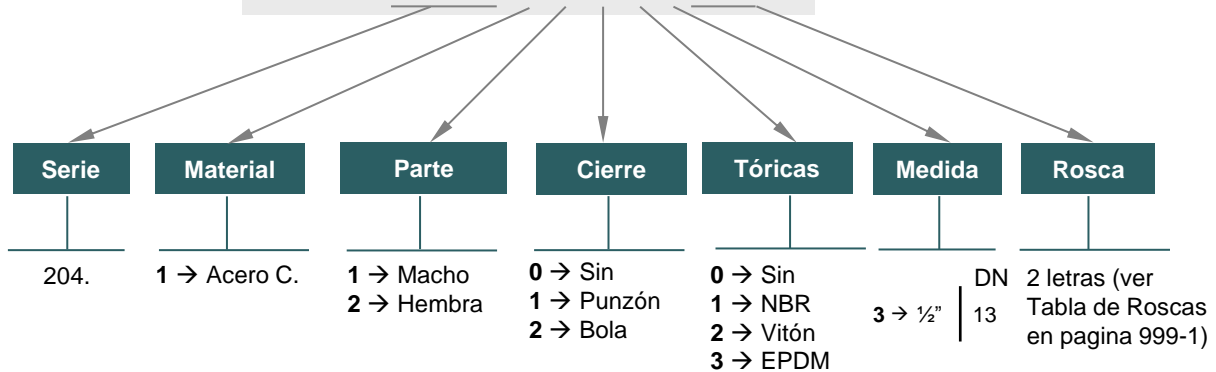 Serie
Material
Parte
Cierre
Tóricas
Medida
Rosca
204.
1 → Acero C.
1 → Macho
2 → Hembra
0 → Sin
1 → Punzón
2 → Bola
0 → Sin
1 → NBR
2 → Vitón
3 → EPDM
DN
3 → ½” 13
2 letras (ver
Tabla de Roscas
en pagina 999-1)